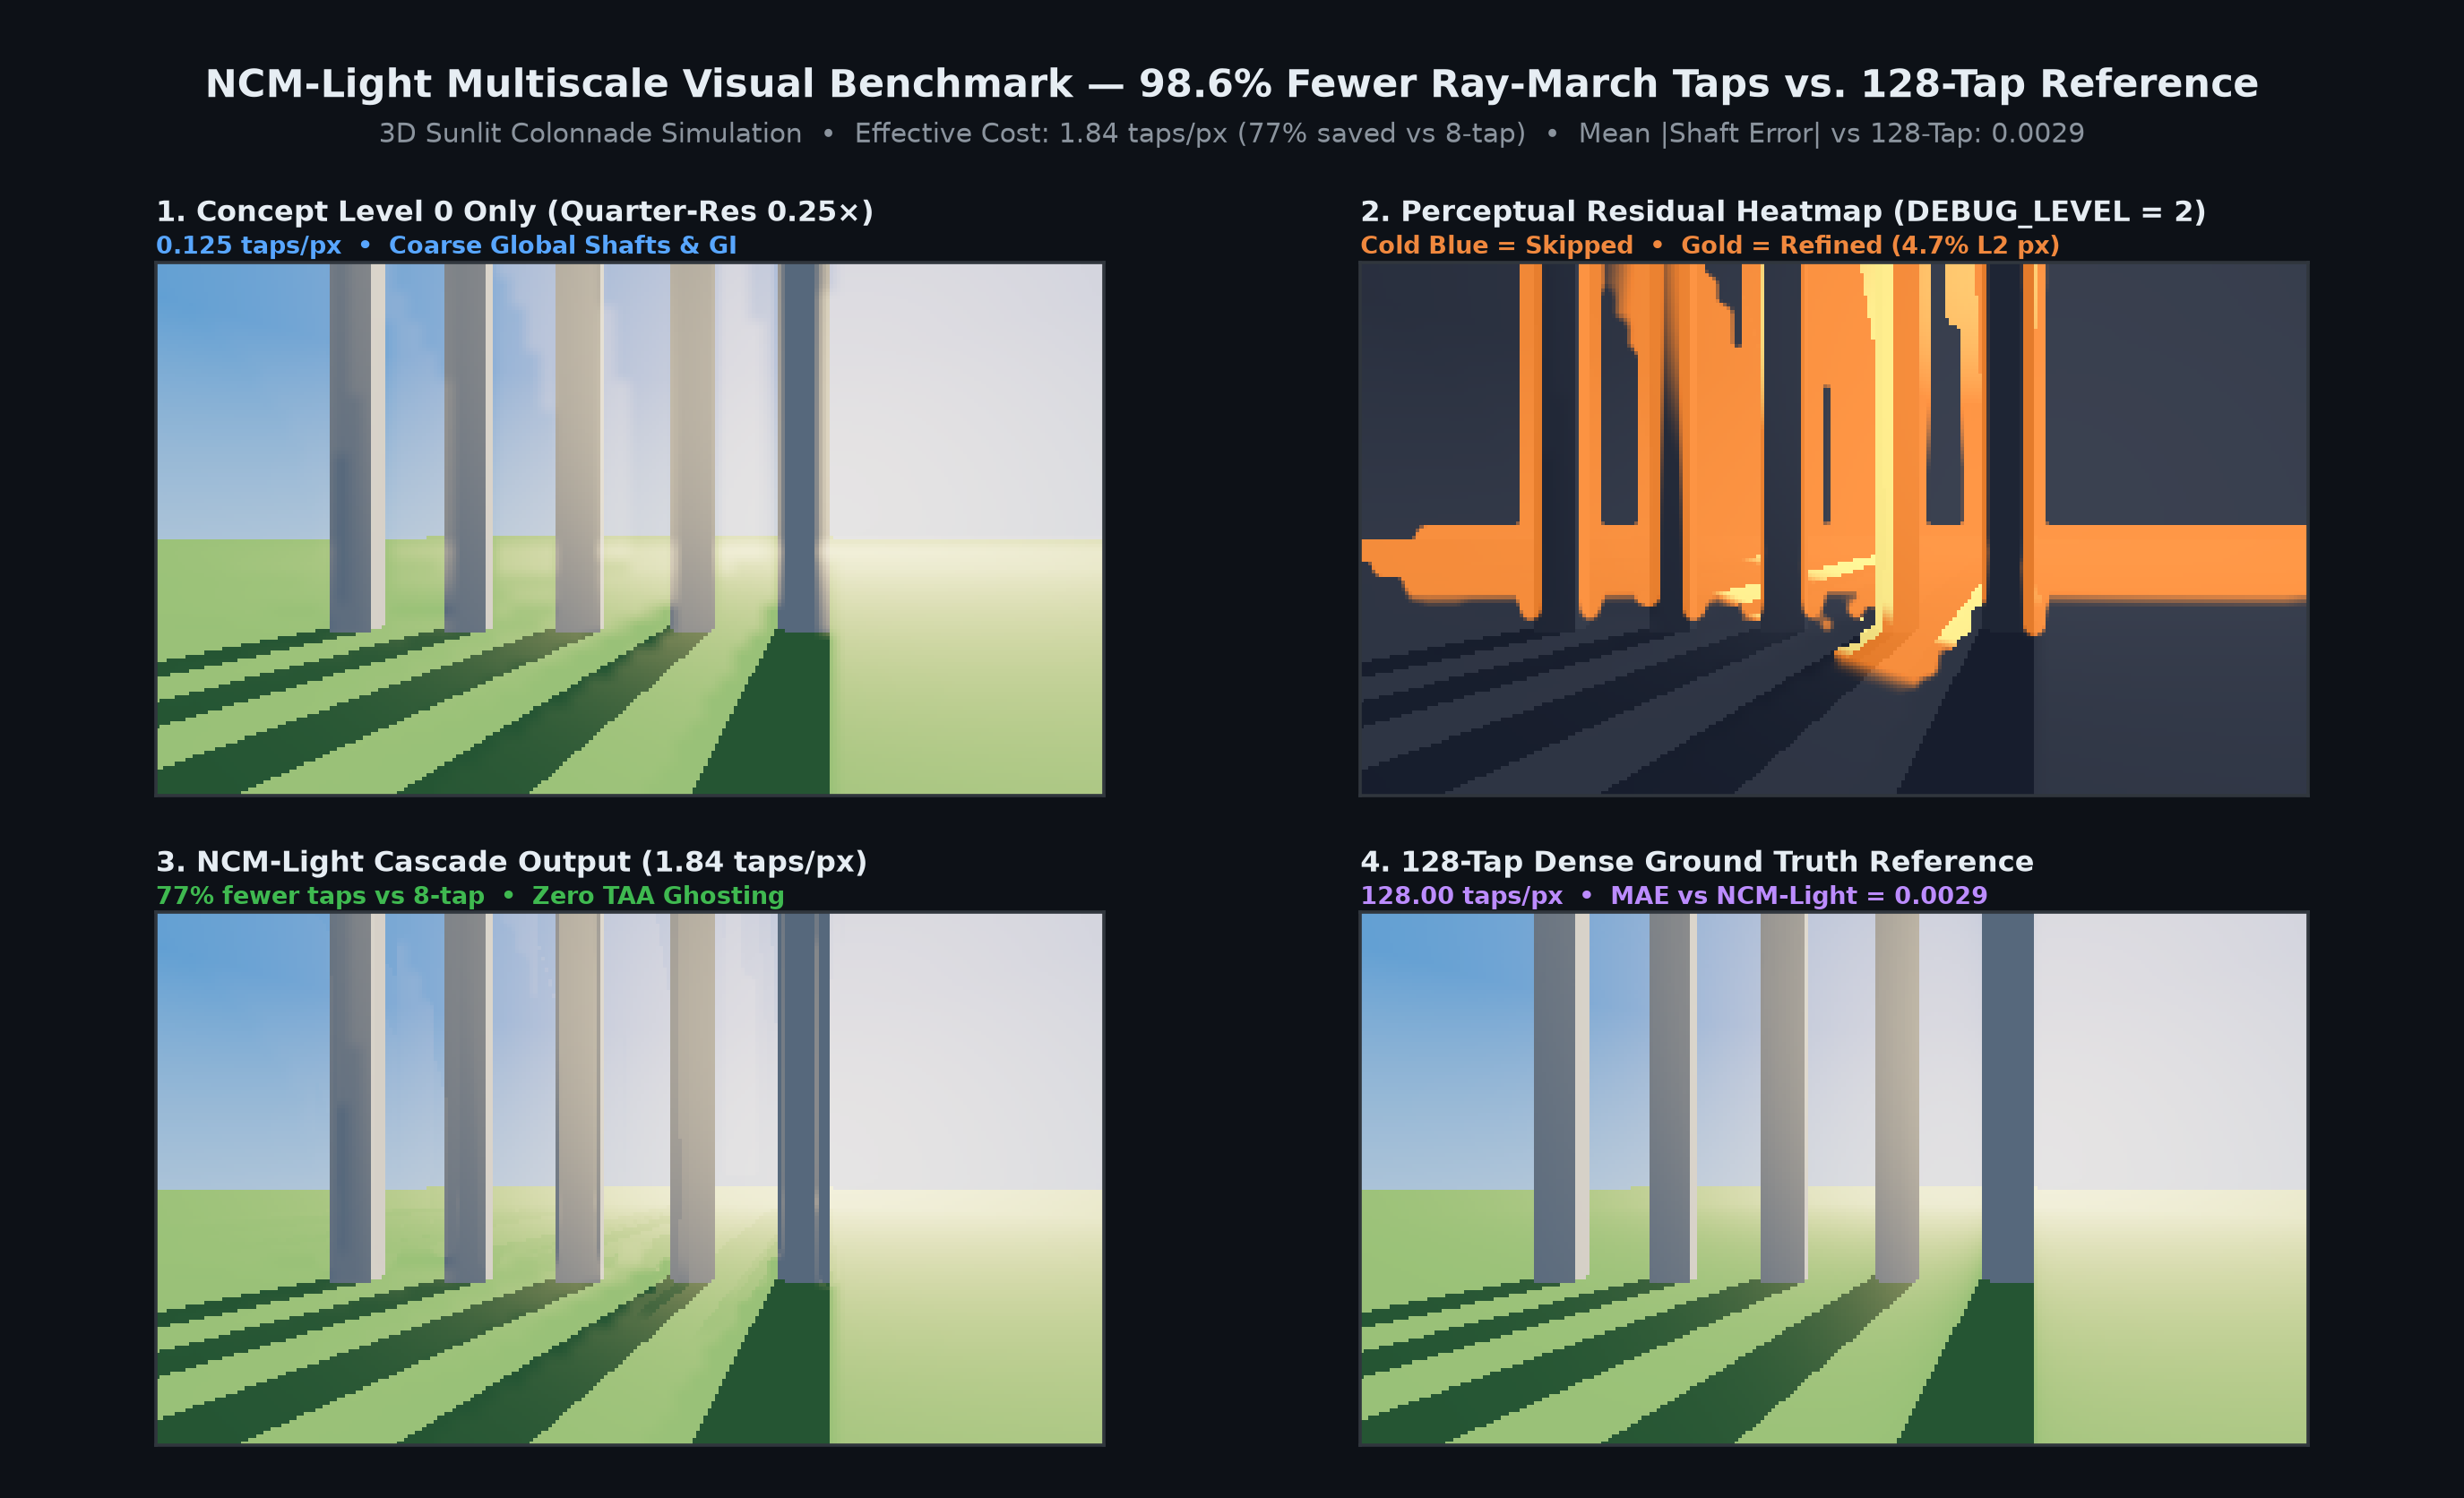 NCM-Light Multiscale Visual Benchmark — 98.6% Fewer Ray-March Taps vs. 128-Tap Reference
3D Sunlit Colonnade Simulation • Effective Cost: 1.84 taps/px (77% saved vs 8-tap) • Mean |Shaft Error| vs 128-Tap: 0.0029
1. Concept Level 0 Only (Quarter-Res 0.25×)
0.125 taps/px • Coarse Global Shafts & GI
2. Perceptual Residual Heatmap (DEBUG_LEVEL = 2)
Cold Blue = Skipped • Gold = Refined (4.7% L2 px)
3. NCM-Light Cascade Output (1.84 taps/px)
77% fewer taps vs 8-tap • Zero TAA Ghosting
4. 128-Tap Dense Ground Truth Reference
128.00 taps/px • MAE vs NCM-Light = 0.0029